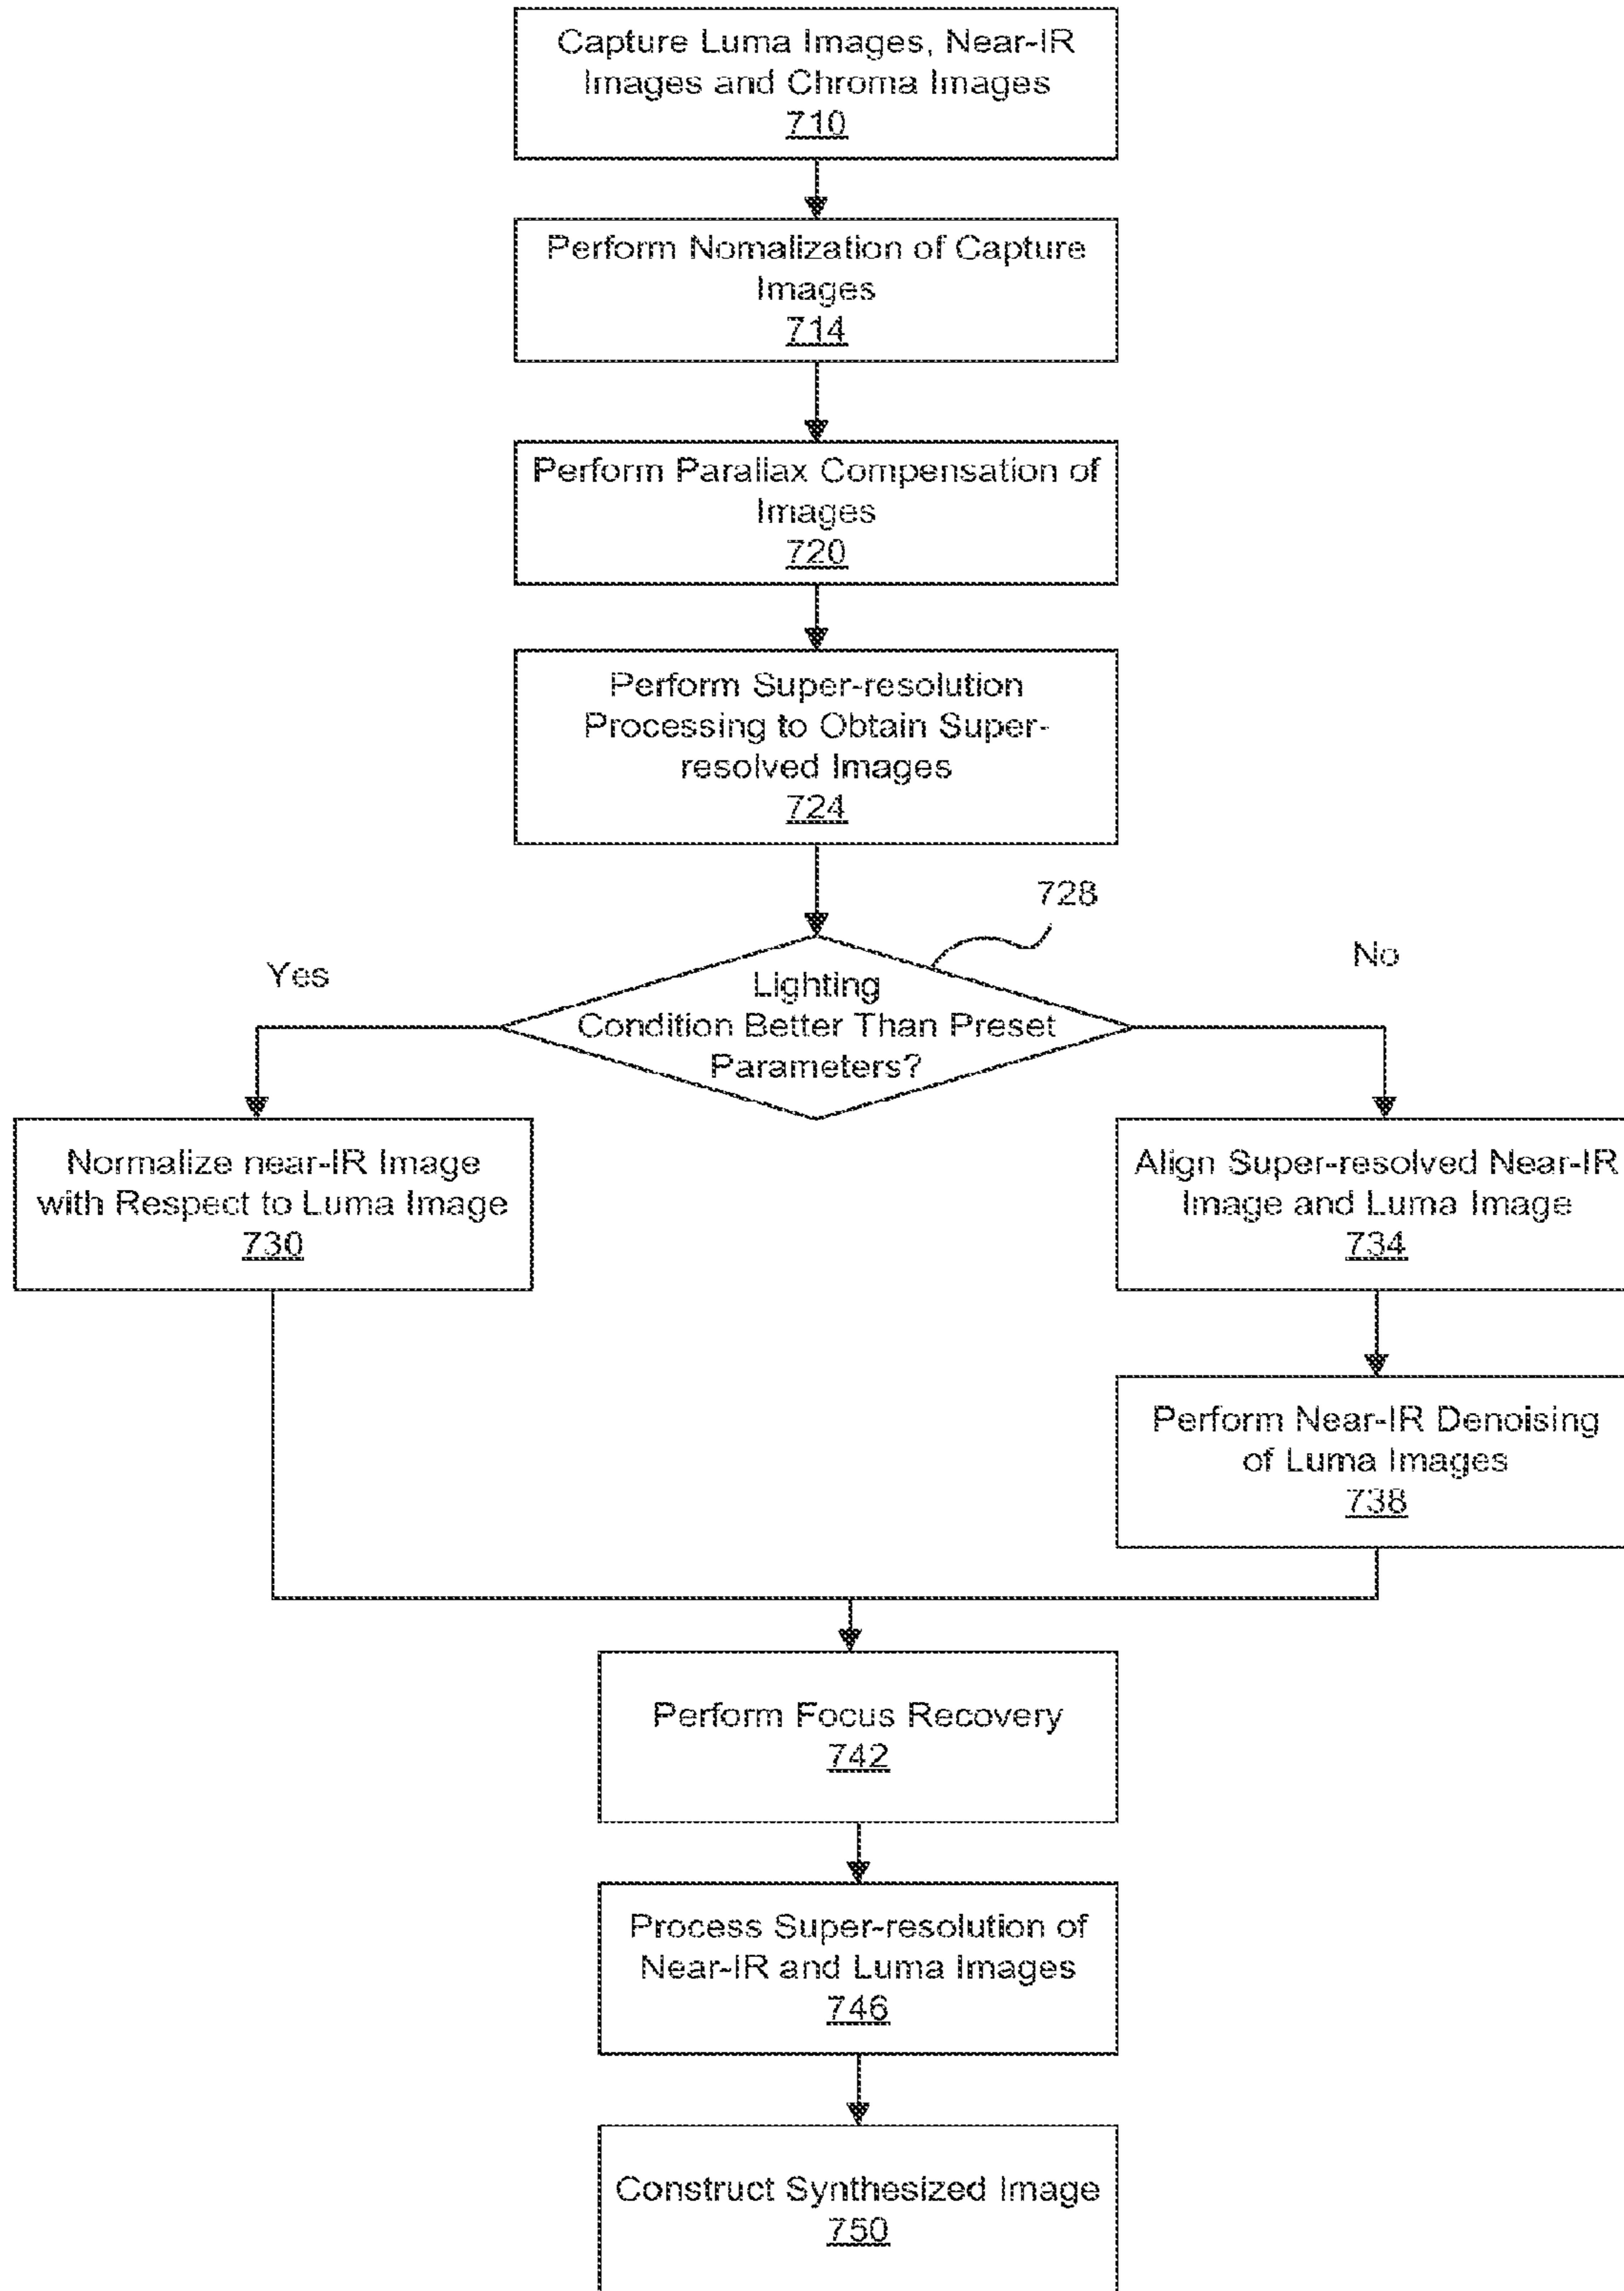 Capture Luma Images, Near-IR
Images and Chroma Images
710
Perform Nomalization of Capture
Images
714
Perform Parallax Compensation of
Images
720
Perform Super-resolution
Processing to Obtain Super-
resolved Images
724
728
Yes
No
Lighting
Condition Better Than Preset
Parameters?
Normalize near-IR Image
with Respect to Luma Image
730
Align Super-resolved Near-IR
Image and Luma Image
734
Perform Near-IR Denoising
of Luma Images
738
Perform Focus Recovery
742
Process Super-resolution of
Near-IR and Luma Images
746
Construct Synthesized Image
750